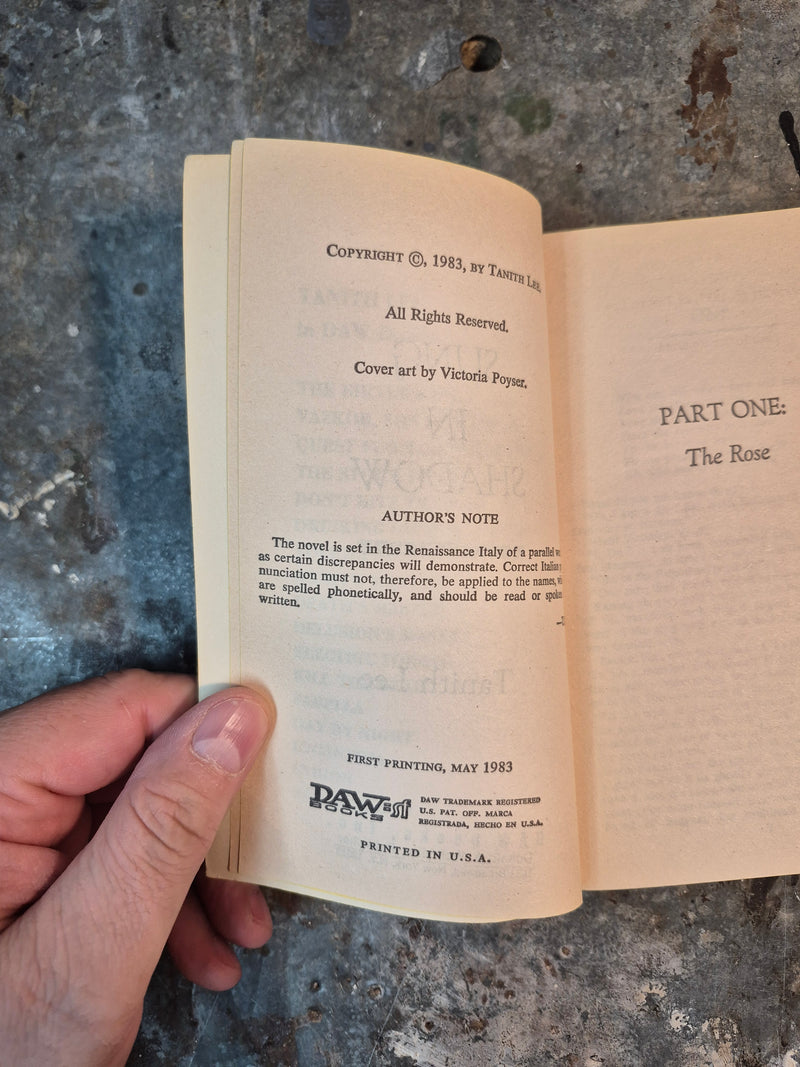 COPYRIGHT ©, 1983, BY TANITH LEE.
All Rights Reserved.
Cover art by Victoria Poyser.
AUTHOR'S NOTE
The novel is set in the Renaissance Italy of a parallel
as certain discrepancies will demonstrate. Correct Italian
nunciation must not, therefore, be applied to the names,
are spelled phonetically, and should be read or
written.
FIRST PRINTING, MAY 1983
DAW BOOKS
DAW TRADEMARK REGISTERED
U.S. PAT. OFF. MARCA
REGISTRADA, HECHO EN U.S.A.
PRINTED IN U.S.A.
PART ONE:
The Rose